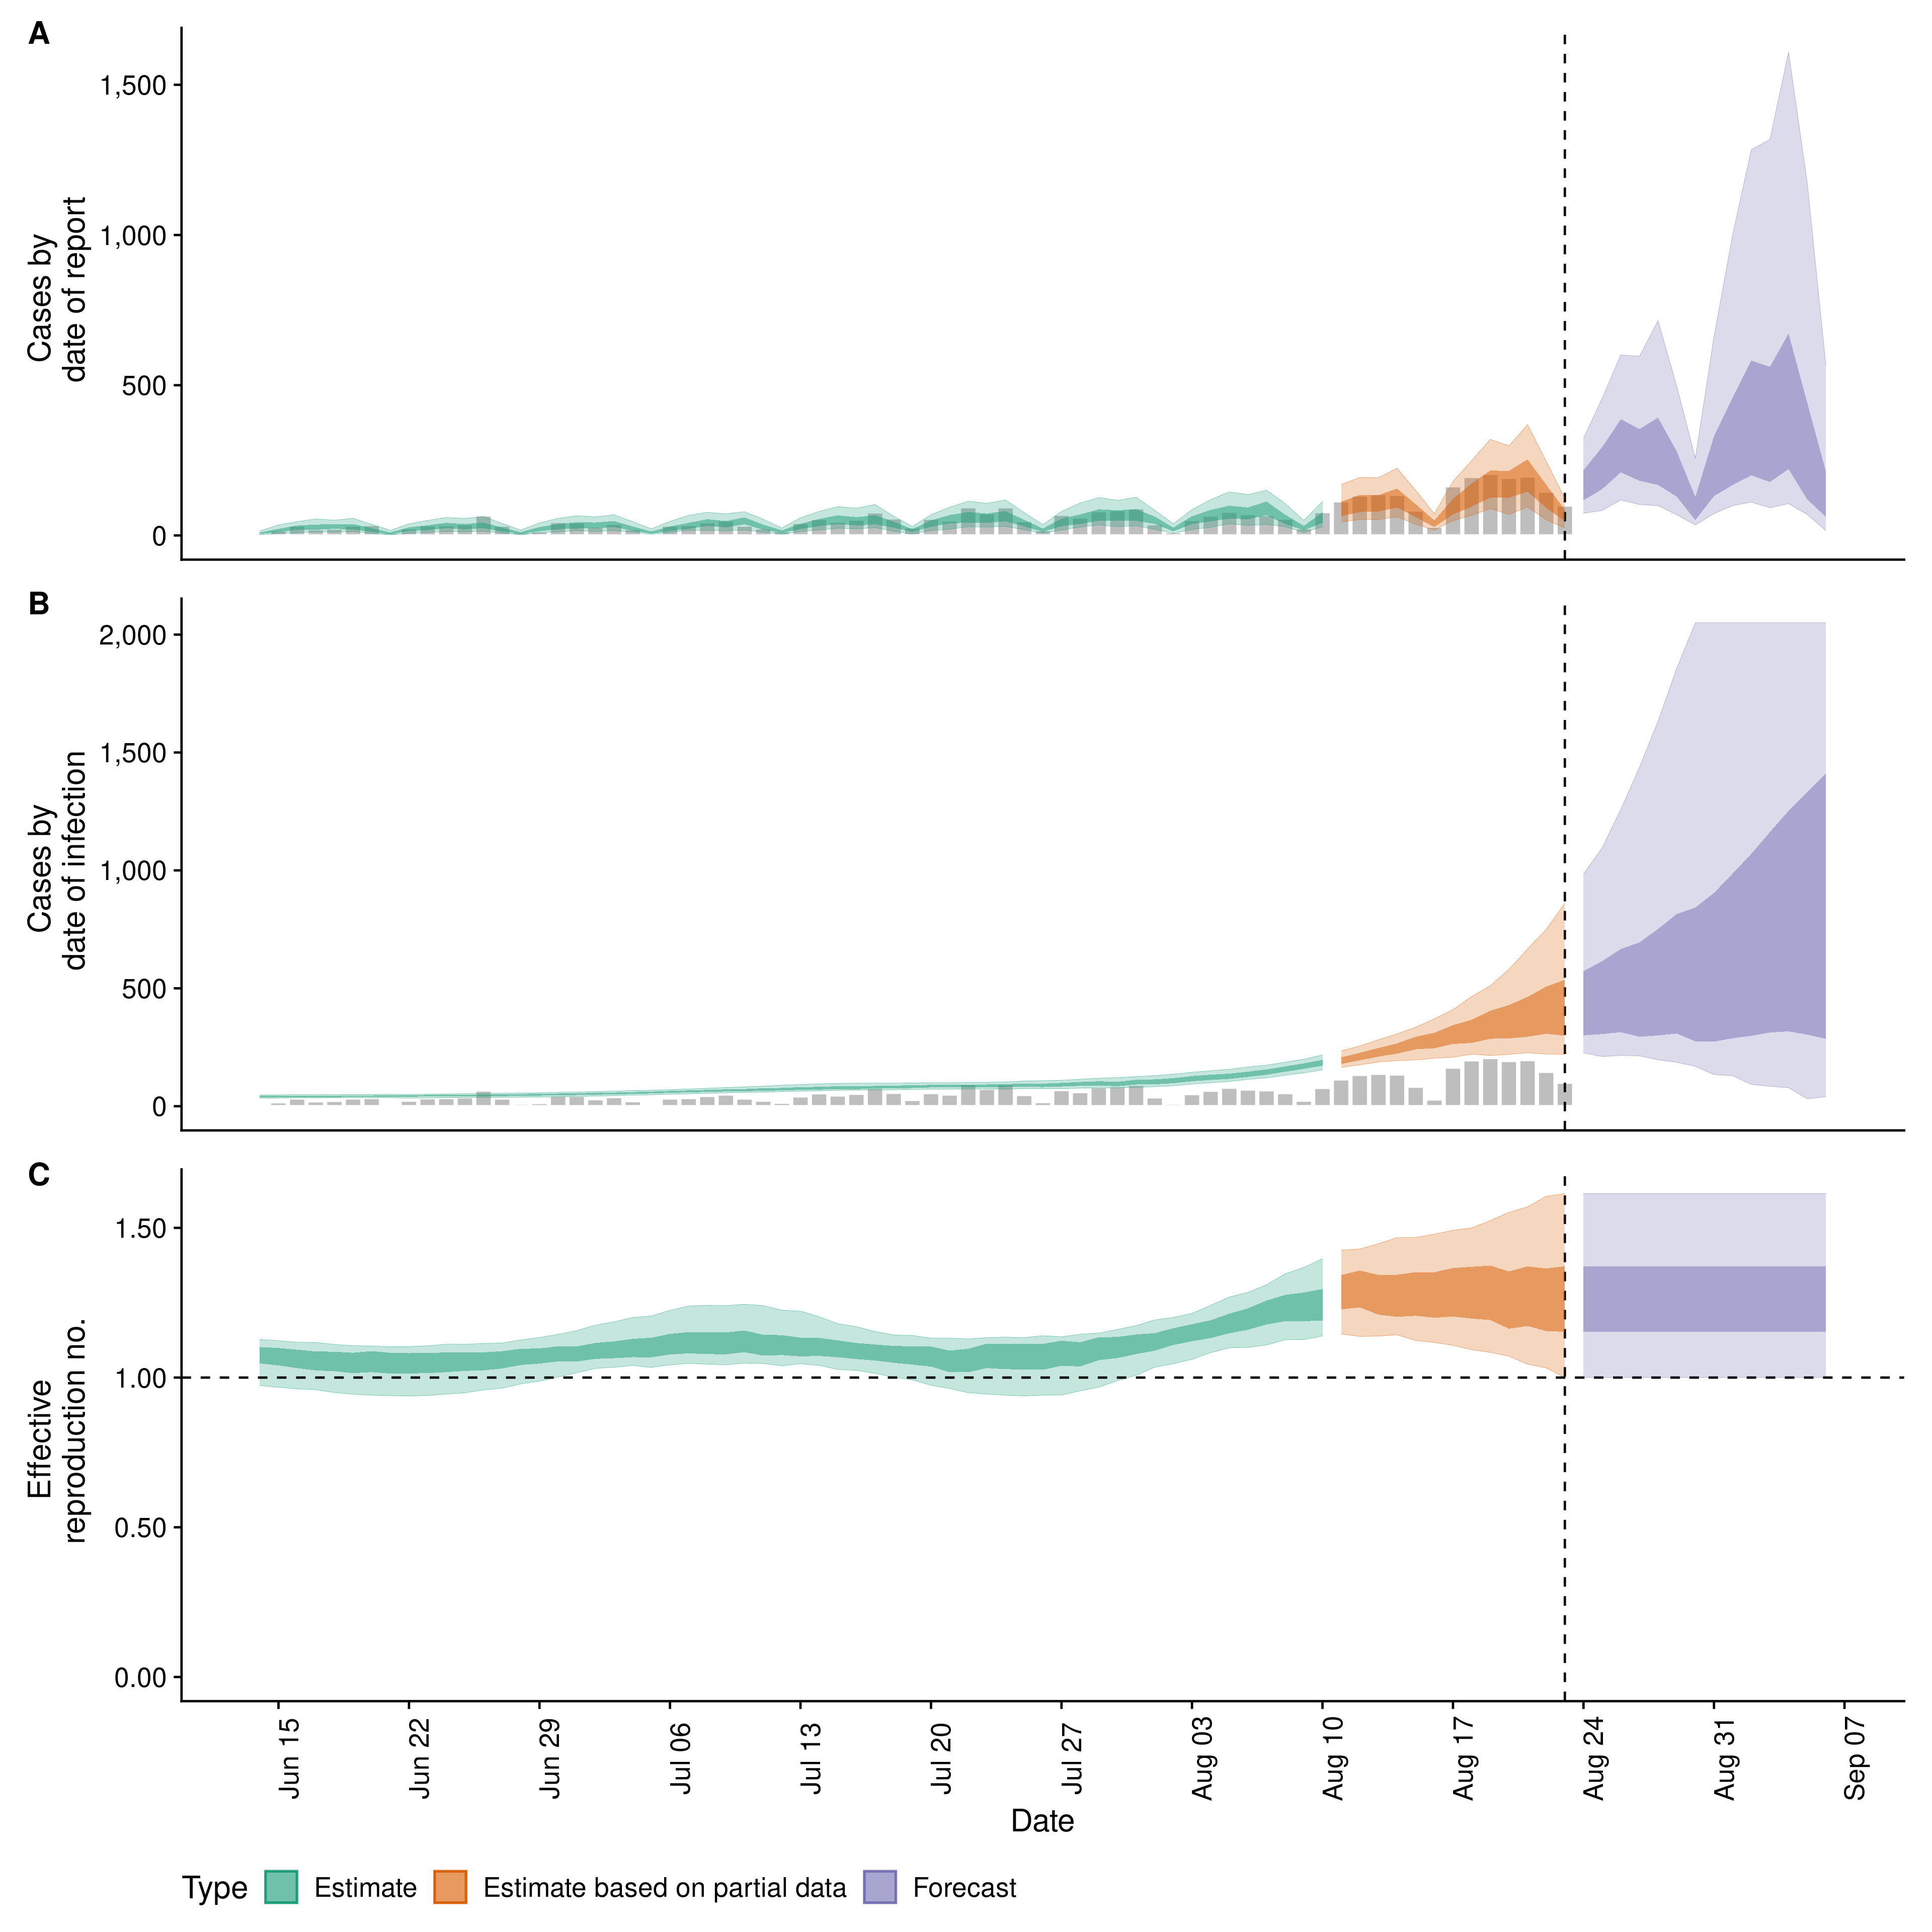 A
1,500
1,000
500
0
Cases by
date of report
B
2,000
1,500
1,000
500
0
Cases by
date of infection
C
1.50
1.00
0.50
0.00
Effective
reproduction no.
Jun 15
Jun 22
Jun 29
Jul 06
Jul 13
Jul 20
Jul 27
Aug 03
Aug 10
Aug 17
Aug 24
Aug 31
Sep 07
Date
Type
Estimate
Estimate based on partial data
Forecast